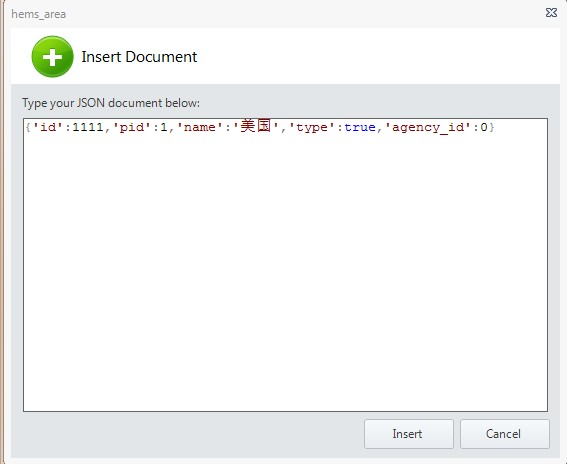 hems_area
Insert Document
Type your JSON document below:
{'id':1111,'pid':1,'name':'美国','type':true,'agency_id':0}
Insert
Cancel